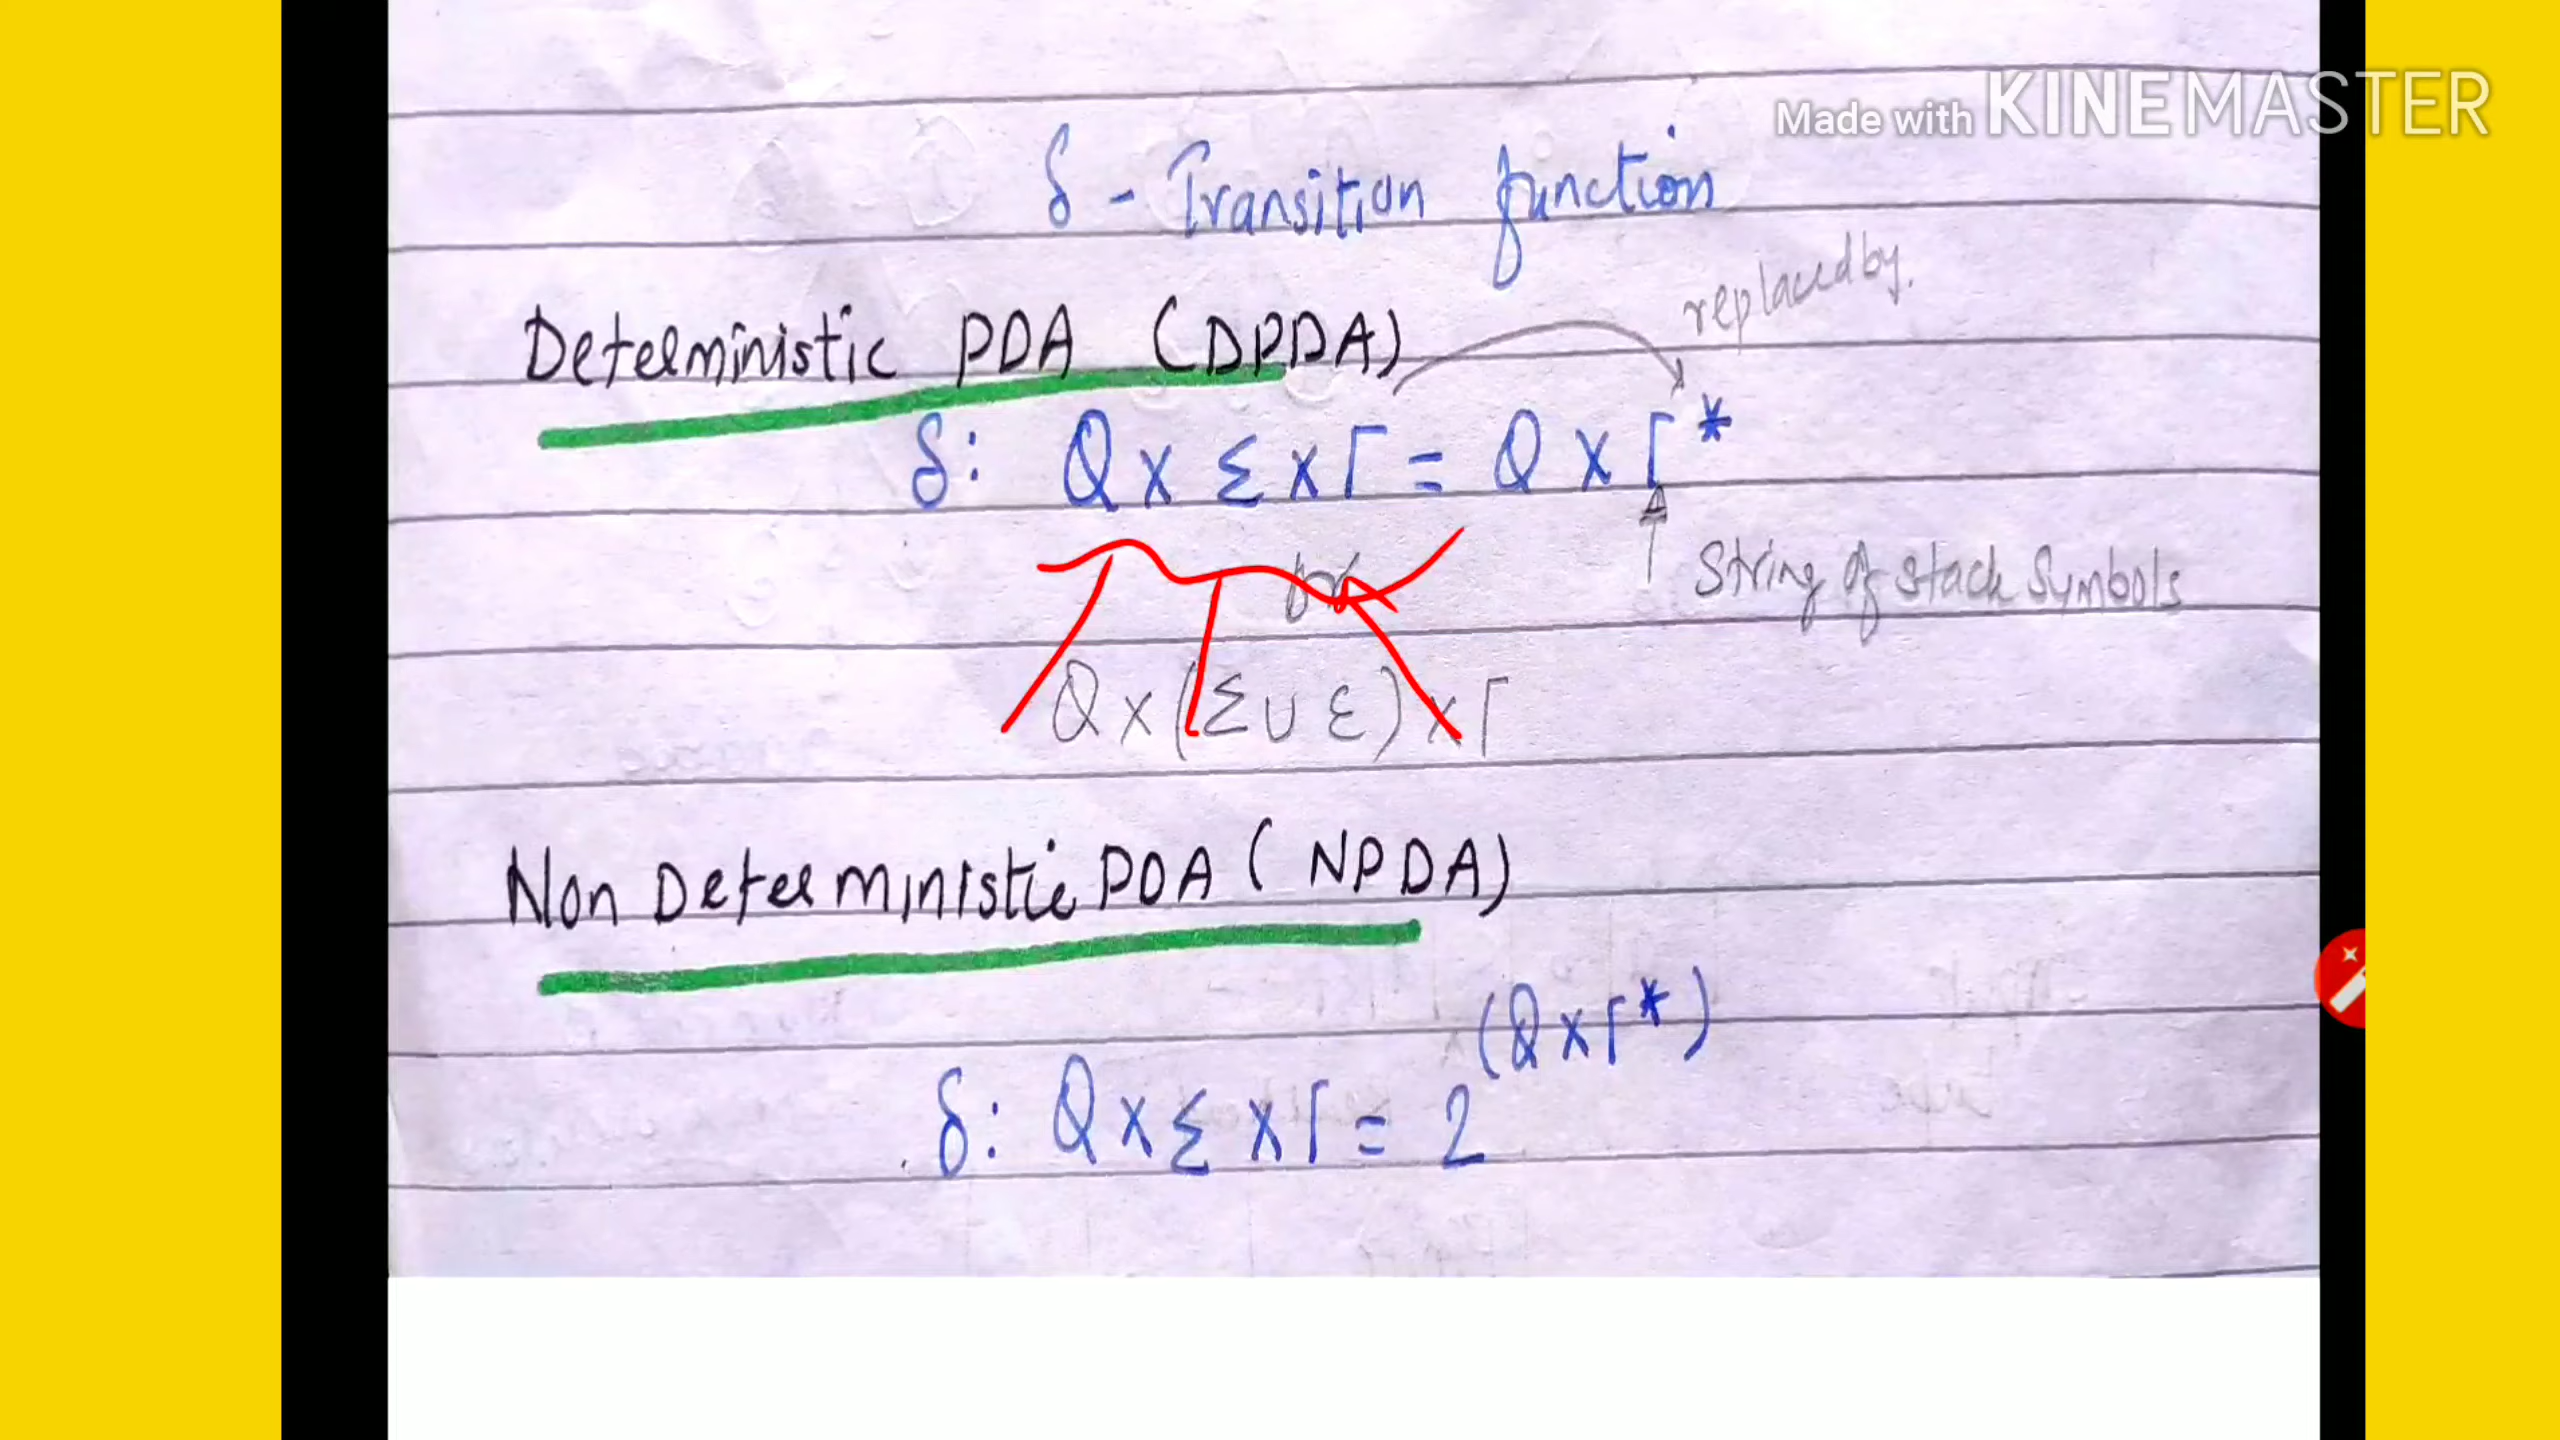 Made with KINEMASTER
δ - Transition function
replaced by.
Deterministic PDA (DPDA)
δ: Q x Σ x Γ = Q x Γ*
or
String of stack symbols
Q x (Σ ∪ ε) x Γ
Non Deterministic PDA ( NPDA)
δ: Q x Σ x Γ = 2^(Q x Γ*)